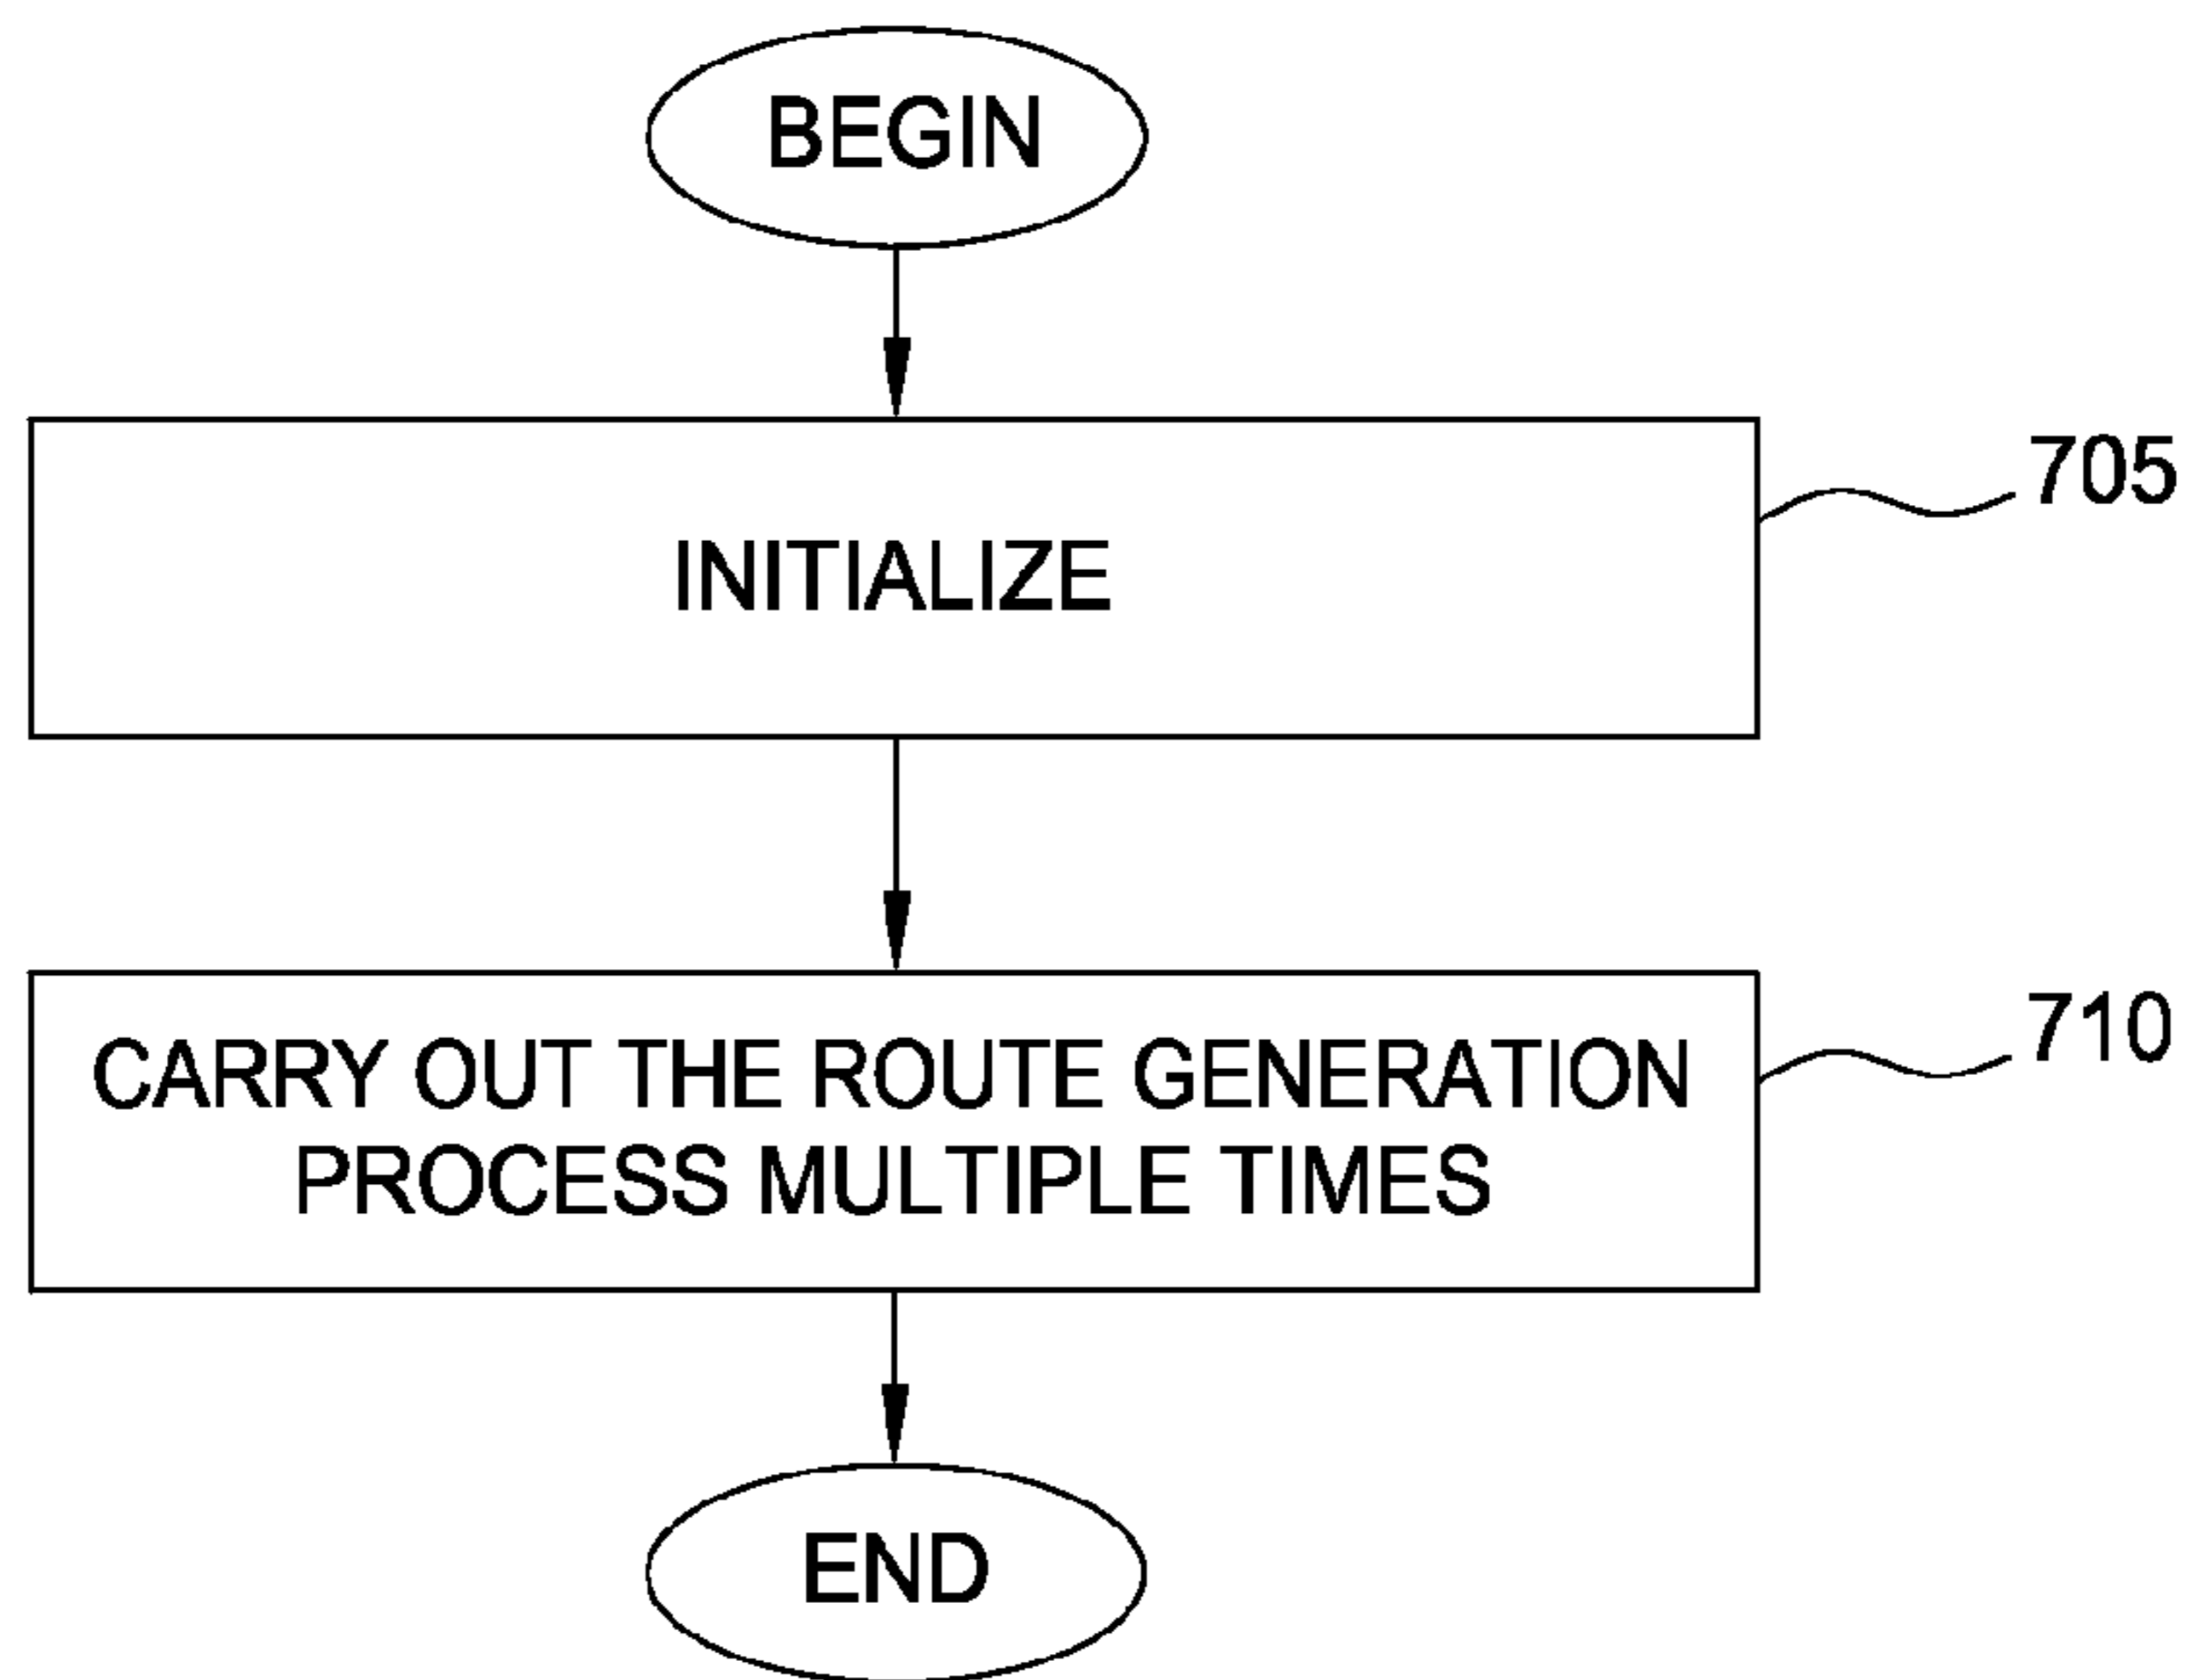 BEGIN
INITIALIZE
705
CARRY OUT THE ROUTE GENERATION
PROCESS MULTIPLE TIMES
710
END